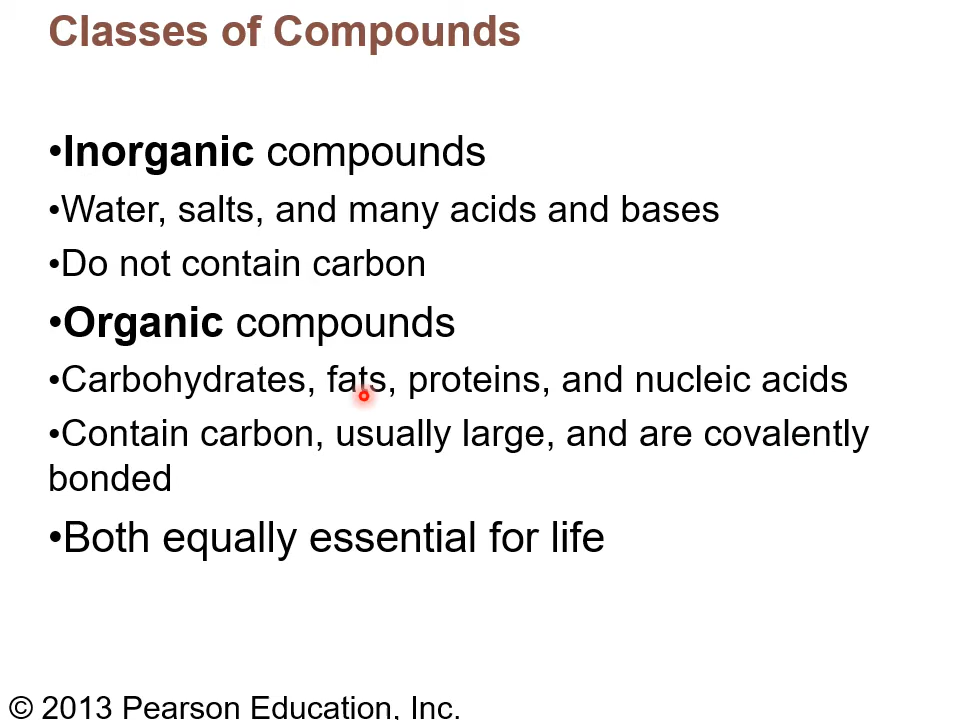 Classes of Compounds
•Inorganic compounds
•Water, salts, and many acids and bases
•Do not contain carbon
•Organic compounds
•Carbohydrates, fats, proteins, and nucleic acids
•Contain carbon, usually large, and are covalently
bonded
•Both equally essential for life
© 2013 Pearson Education, Inc.